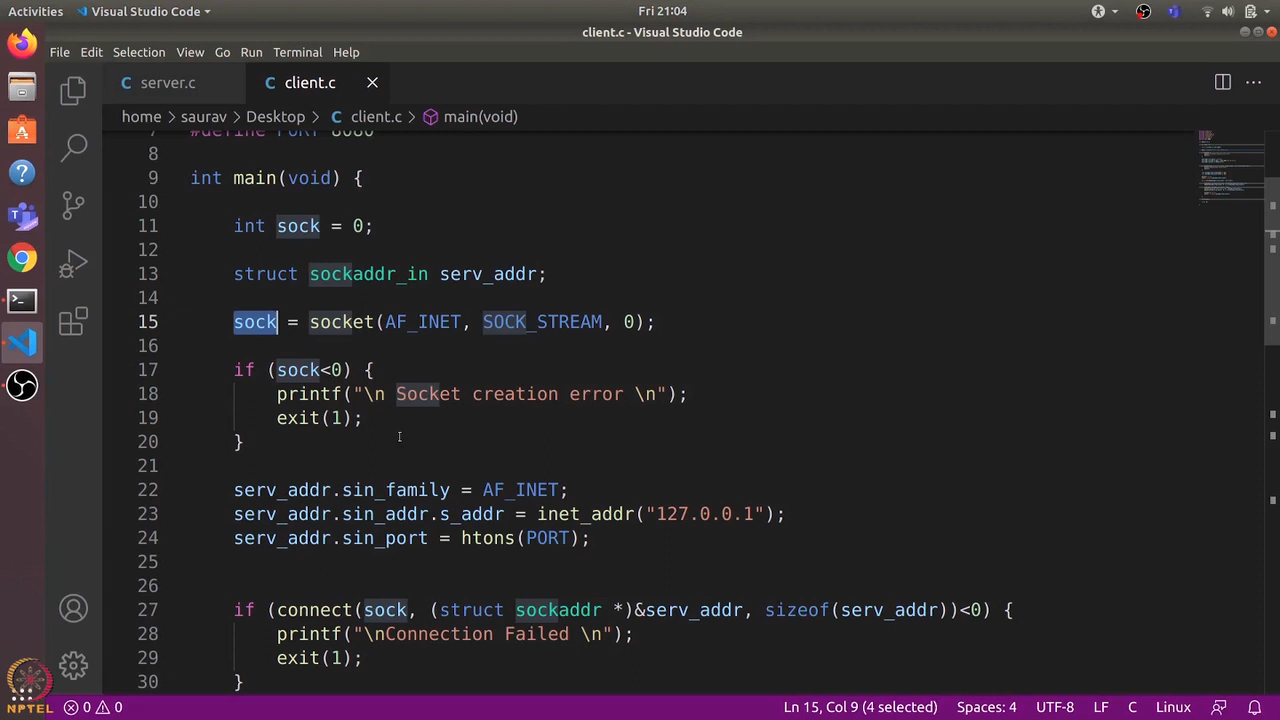 Activities Visual Studio Code Fri 21:04
client.c - Visual Studio Code
File Edit Selection View Go Run Terminal Help
C server.c C client.c
home saurav Desktop C client.c main(void)
7 #define PORT 8080
8
9 int main(void) {
10
11 int sock = 0;
12
13 struct sockaddr_in serv_addr;
14
15 sock = socket(AF_INET, SOCK_STREAM, 0);
16
17 if (sock<0) {
18 printf("\n Socket creation error \n");
19 exit(1);
20 }
21
22 serv_addr.sin_family = AF_INET;
23 serv_addr.sin_addr.s_addr = inet_addr("127.0.0.1");
24 serv_addr.sin_port = htons(PORT);
25
26
27 if (connect(sock, (struct sockaddr *)&serv_addr, sizeof(serv_addr))<0) {
28 printf("\nConnection Failed \n");
29 exit(1);
30 }
NPTEL 0 0 Ln 15, Col 9 (4 selected) Spaces: 4 UTF-8 LF C Linux